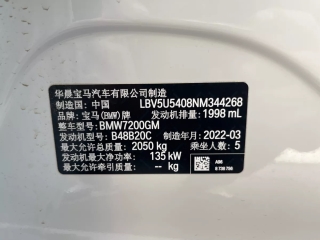 华晨宝马汽车有限公司制造
制造国：中国 LBV5U5408NM344268
品牌：宝马(BMW)牌 发动机排量：1998 mL
整车型号：BMW7200GM
发动机型号：B48B20C 制造年月：2022-03
最大允许总质量：2050 kg 乘坐人数：5
最大净功率：135 kW
最大允许牵引质量：-- kg